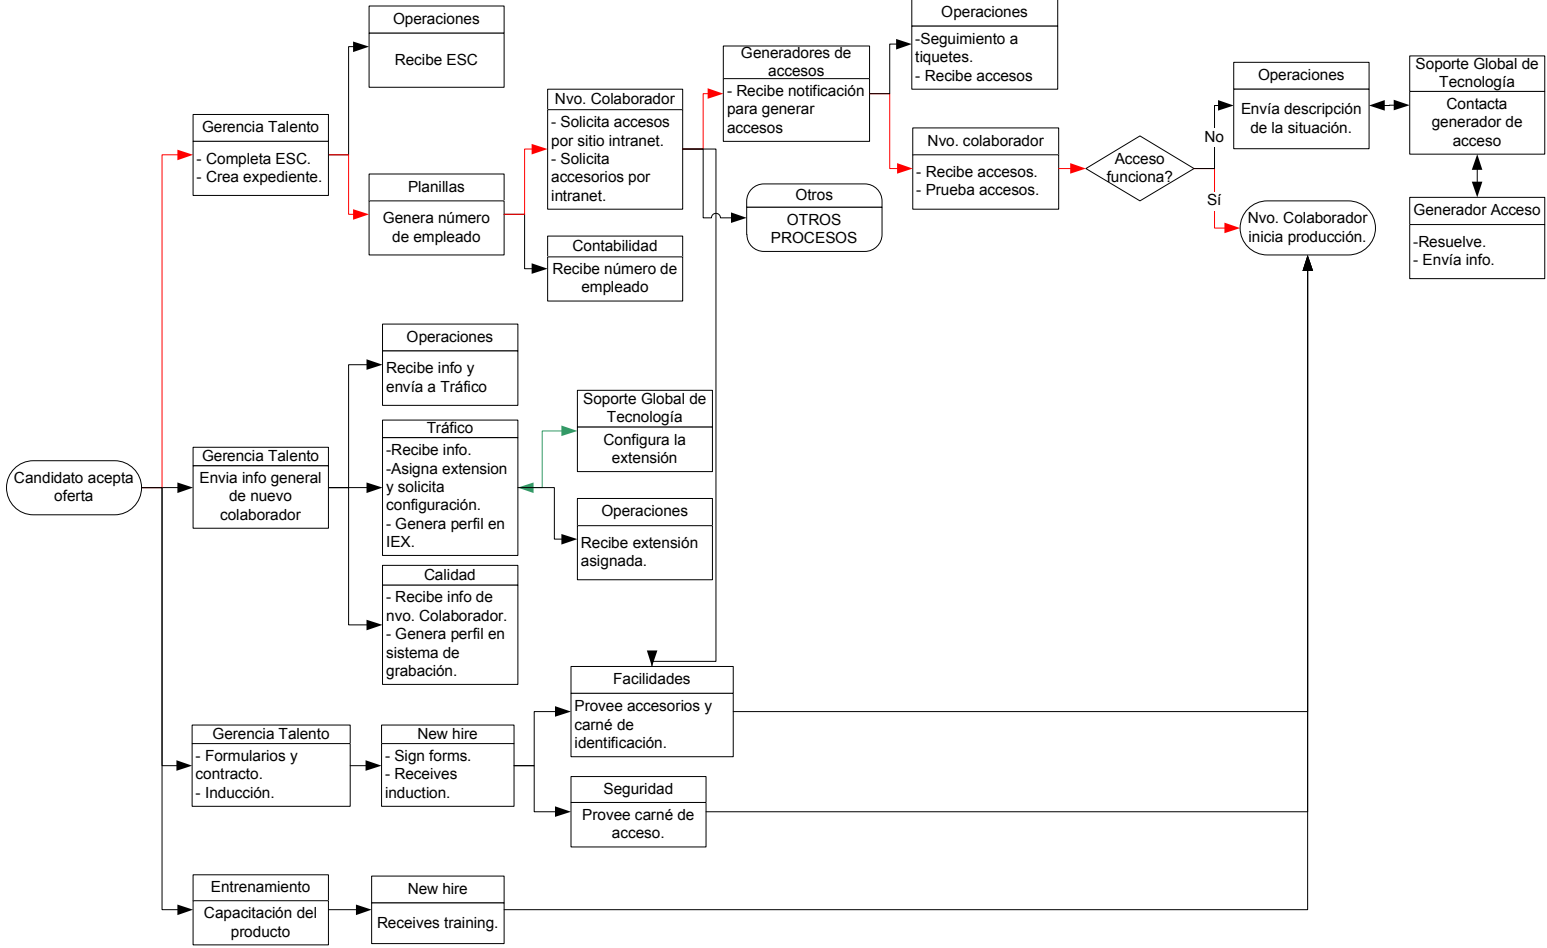 Operaciones
Recibe ESC
Gerencia Talento
- Completa ESC.
- Crea expediente.
Planillas
Genera número
de empleado
Nvo. Colaborador
- Solicita accesos
por sitio intranet.
- Solicita
accesorios por
intranet.
Contabilidad
Recibe número de
empleado
Generadores de
accesos
- Recibe notificación
para generar
accesos
Otros
OTROS
PROCESOS
Operaciones
-Seguimiento a
tiquetes.
- Recibe accesos
Nvo. colaborador
- Recibe accesos.
- Prueba accesos.
Acceso
funciona?
No
Sí
Operaciones
Envía descripción
de la situación.
Soporte Global de
Tecnología
Contacta
generador de
acceso
Generador Acceso
-Resuelve.
- Envía info.
Nvo. Colaborador
inicia producción.
Candidato acepta
oferta
Gerencia Talento
Envia info general
de nuevo
colaborador
Operaciones
Recibe info y
envía a Tráfico
Tráfico
-Recibe info.
-Asigna extension
y solicita
configuración.
- Genera perfil en
IEX.
Calidad
- Recibe info de
nvo. Colaborador.
- Genera perfil en
sistema de
grabación.
Soporte Global de
Tecnología
Configura la
extensión
Operaciones
Recibe extensión
asignada.
Gerencia Talento
- Formularios y
contracto.
- Inducción.
New hire
- Sign forms.
- Receives
induction.
Facilidades
Provee accesorios y
carné de
identificación.
Seguridad
Provee carné de
acceso.
Entrenamiento
Capacitación del
producto
New hire
Receives training.